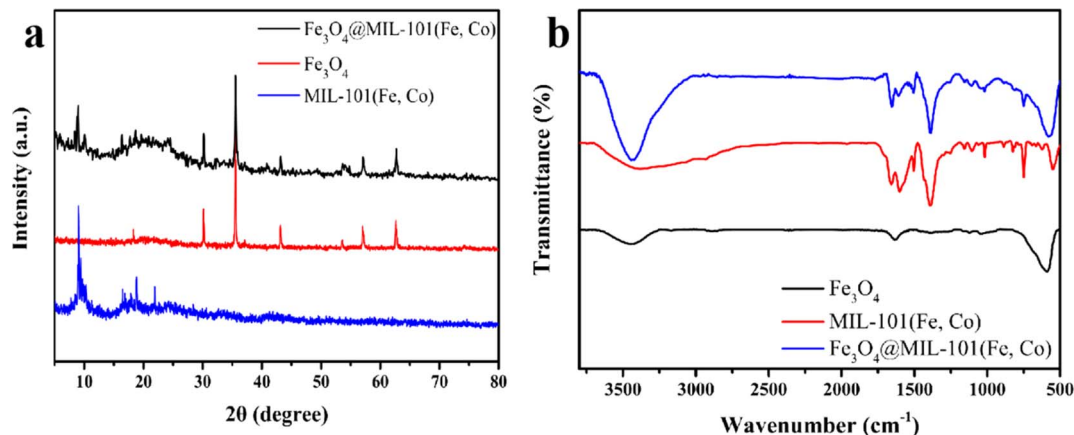 a
Fe₃O₄@MIL-101(Fe, Co)
Fe₃O₄
MIL-101(Fe, Co)
Intensity (a.u.)
10 20 30 40 50 60 70 80
2θ (degree)
b
Transmittance (%)
Fe₃O₄
MIL-101(Fe, Co)
Fe₃O₄@MIL-101(Fe, Co)
3500 3000 2500 2000 1500 1000 500
Wavenumber (cm⁻¹)